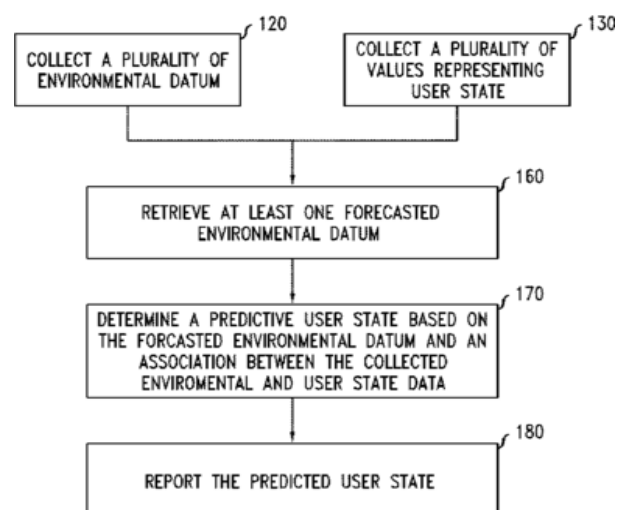 120
COLLECT A PLURALITY OF
ENVIRONMENTAL DATUM
130
COLLECT A PLURALITY OF
VALUES REPRESENTING
USER STATE
160
RETRIEVE AT LEAST ONE FORECASTED
ENVIRONMENTAL DATUM
170
DETERMINE A PREDICTIVE USER STATE BASED ON
THE FORCASTED ENVIRONMENTAL DATUM AND AN
ASSOCIATION BETWEEN THE COLLECTED
ENVIROMENTAL AND USER STATE DATA
180
REPORT THE PREDICTED USER STATE